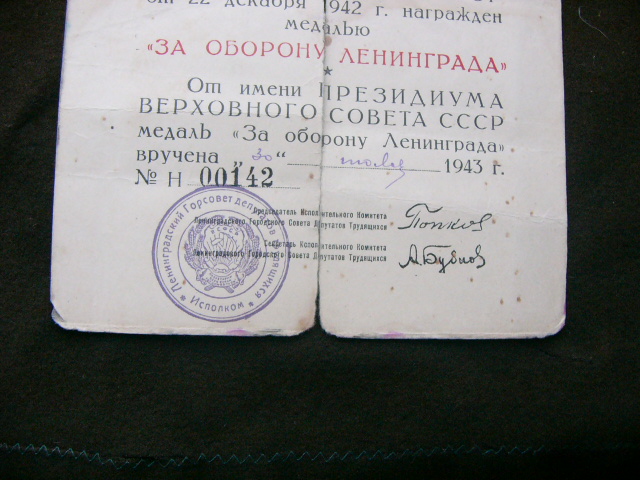 от 22 декабря 1942 г. награжден
медалью
«ЗА ОБОРОНУ ЛЕНИНГРАДА»
От имени ПРЕЗИДИУМА
ВЕРХОВНОГО СОВЕТА СССР
медаль «За оборону Ленинграда»
вручена „30“ июля 1943 г.
№ Н 00142
Председатель Исполнительного Комитета
Ленинградского Городского Совета Депутатов Трудящихся
Попков
Секретарь Исполнительного Комитета
Ленинградского Городского Совета Депутатов Трудящихся
А.Бубнов
Ленинградский Горсовет депутатов трудящихся
Исполком